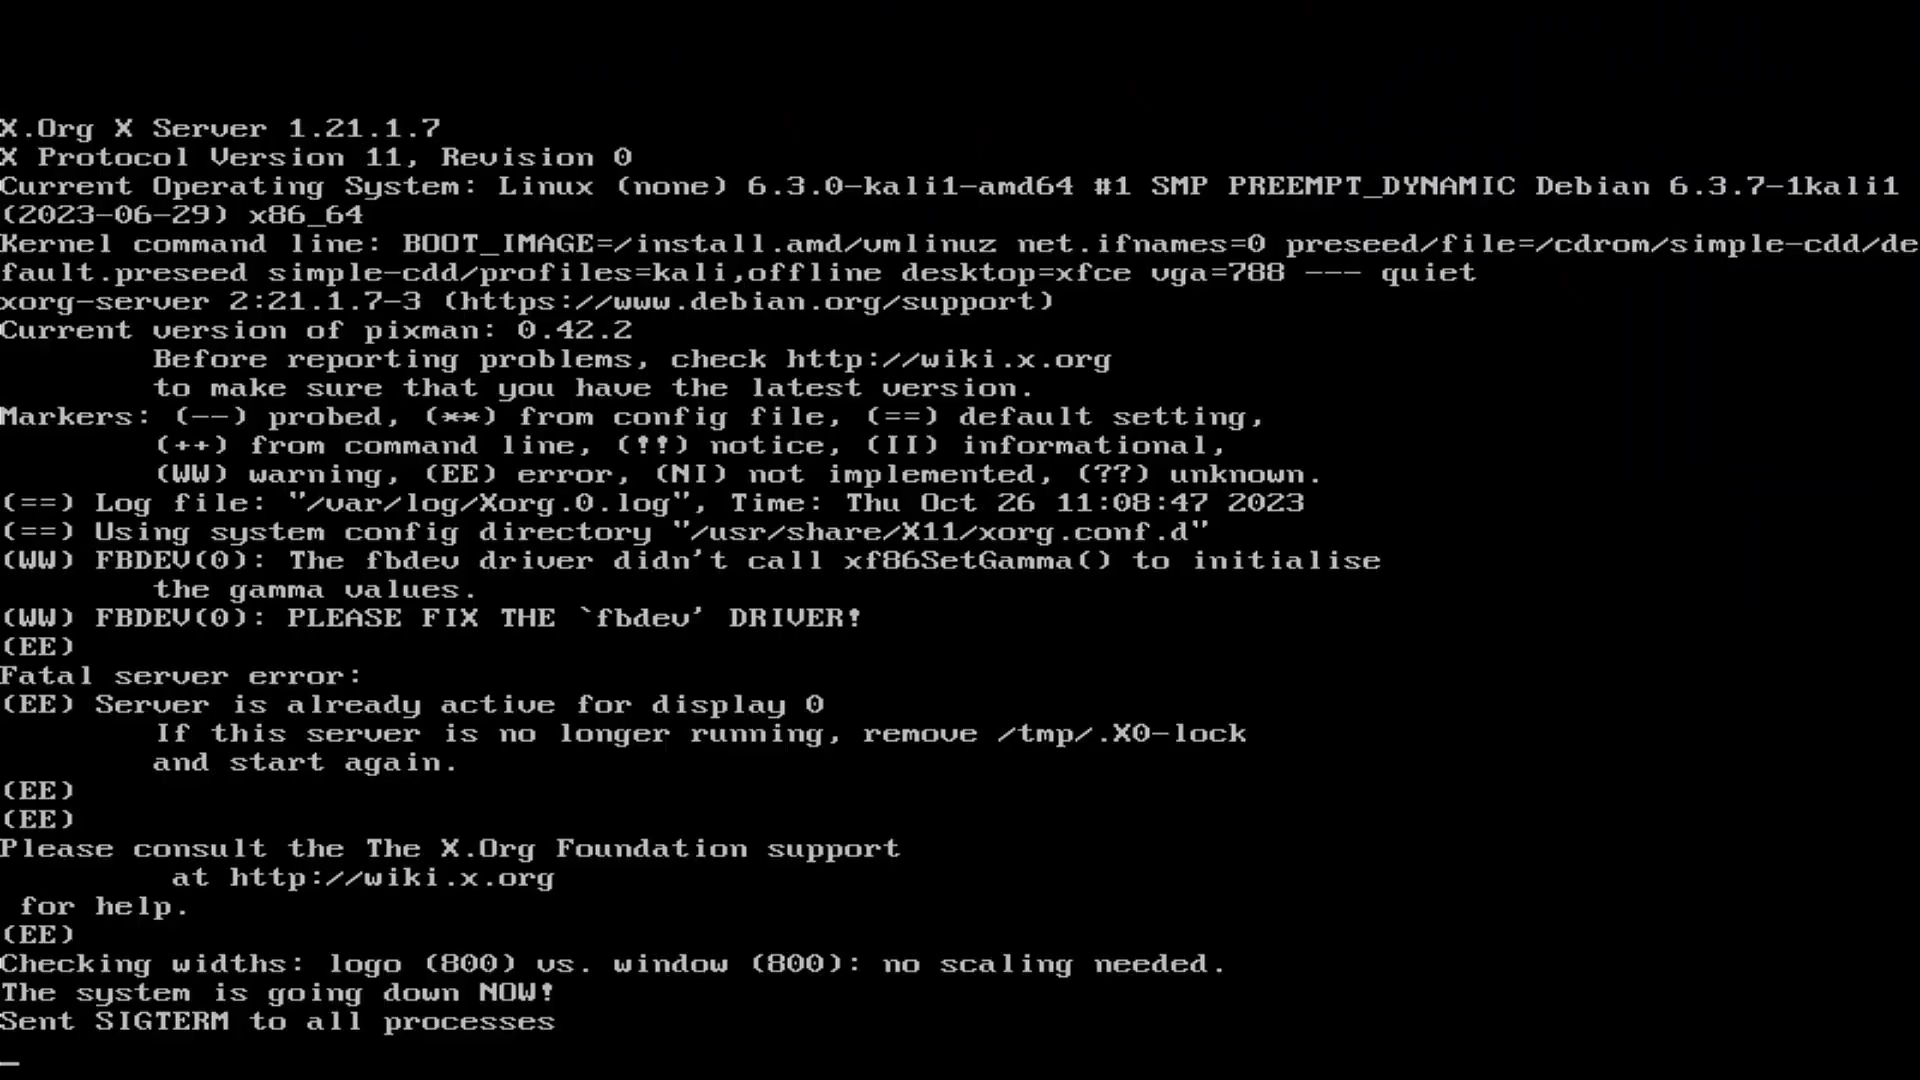 X.Org X Server 1.21.1.7
X Protocol Version 11, Revision 0
Current Operating System: Linux (none) 6.3.0-kali1-amd64 #1 SMP PREEMPT_DYNAMIC Debian 6.3.7-1kali1
(2023-06-29) x86_64
Kernel command line: BOOT_IMAGE=/install.amd/vmlinuz net.ifnames=0 preseed/file=/cdrom/simple-cdd/de
fault.preseed simple-cdd/profiles=kali,offline desktop=xfce vga=788 --- quiet
xorg-server 2:21.1.7-3 (https://www.debian.org/support)
Current version of pixman: 0.42.2
Before reporting problems, check http://wiki.x.org
to make sure that you have the latest version.
Markers: (--) probed, (**) from config file, (==) default setting,
(++) from command line, (!!) notice, (II) informational,
(WW) warning, (EE) error, (NI) not implemented, (??) unknown.
(==) Log file: "/var/log/Xorg.0.log", Time: Thu Oct 26 11:08:47 2023
(==) Using system config directory "/usr/share/X11/xorg.conf.d"
(WW) FBDEV(0): The fbdev driver didn't call xf86SetGamma() to initialise
the gamma values.
(WW) FBDEV(0): PLEASE FIX THE `fbdev' DRIVER!
(EE)
Fatal server error:
(EE) Server is already active for display 0
If this server is no longer running, remove /tmp/.X0-lock
and start again.
(EE)
(EE)
Please consult the The X.Org Foundation support
at http://wiki.x.org
for help.
(EE)
Checking widths: logo (800) vs. window (800): no scaling needed.
The system is going down NOW!
Sent SIGTERM to all processes